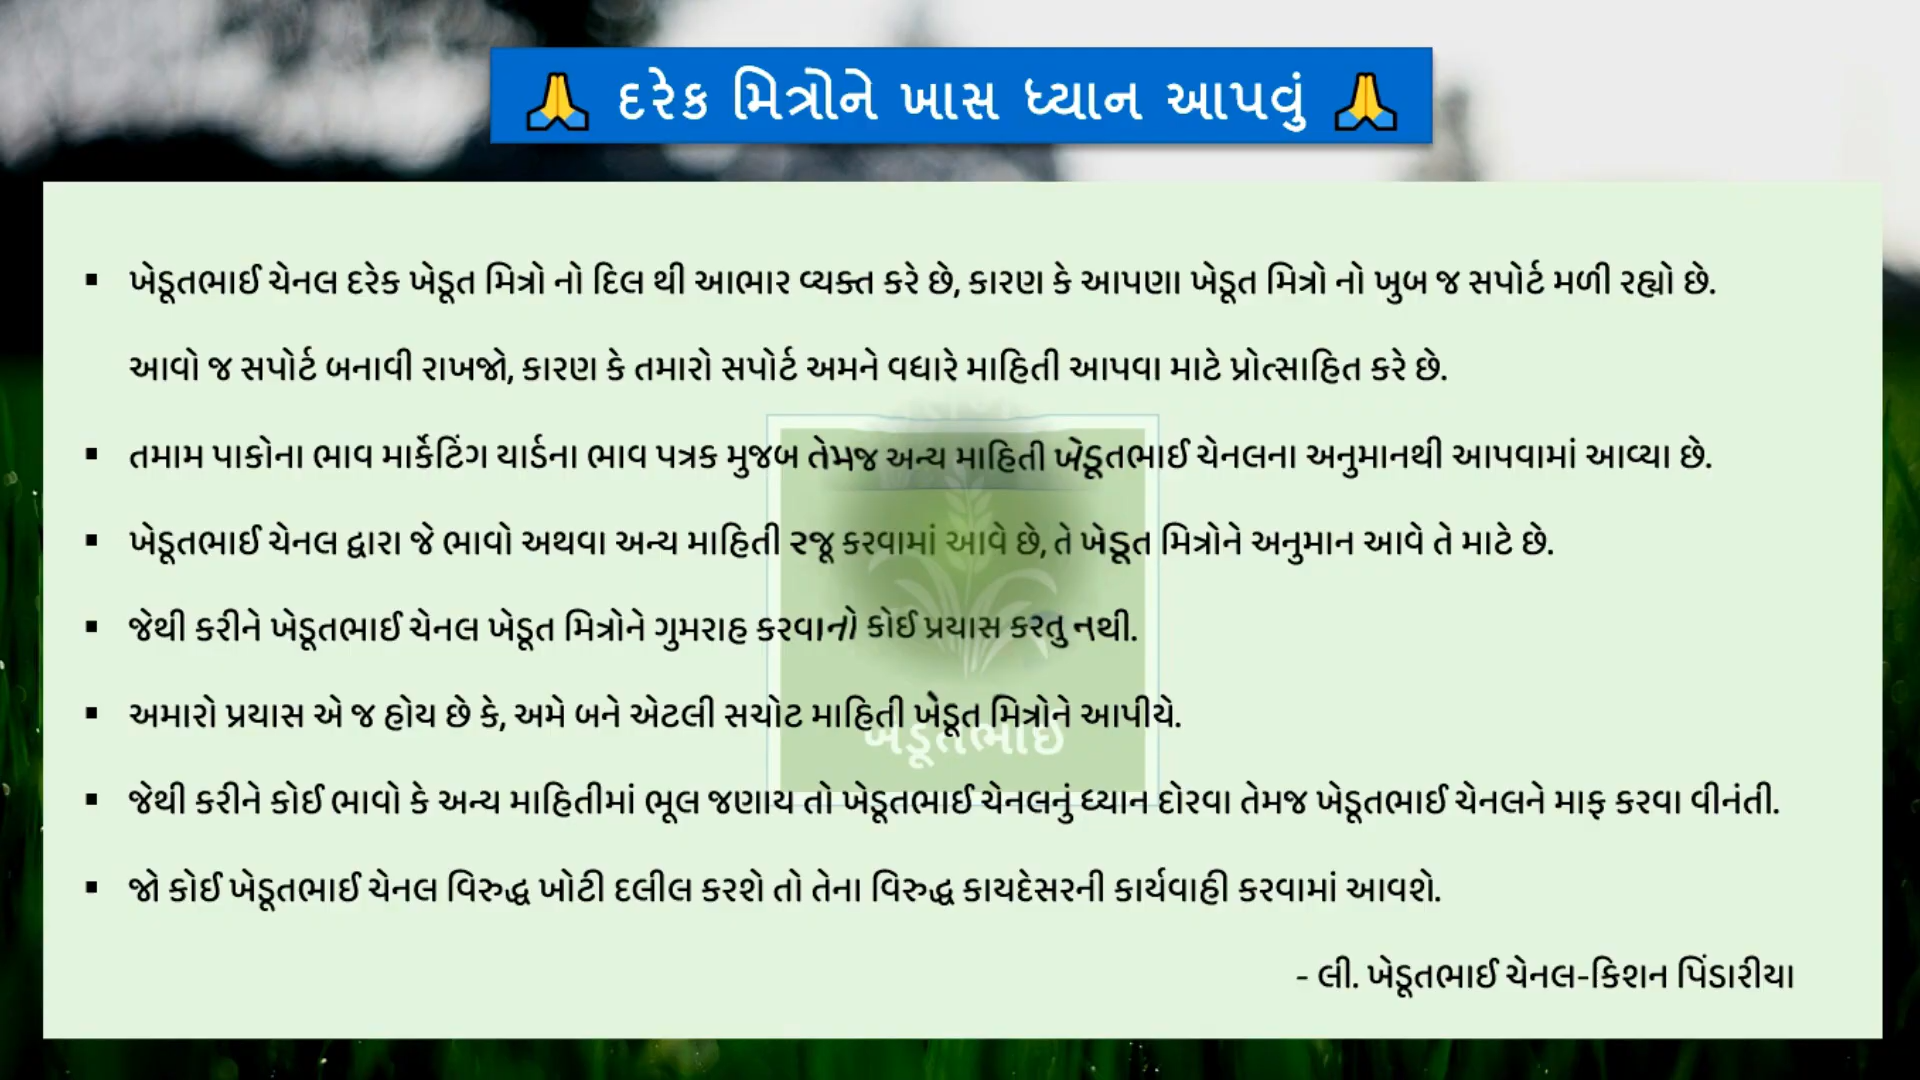 🙏 દરેક મિત્રોને ખાસ ધ્યાન આપવું 🙏
▪ ખેડૂતભાઈ ચેનલ દરેક ખેડૂત મિત્રો નો દિલ થી આભાર વ્યક્ત કરે છે, કારણ કે આપણા ખેડૂત મિત્રો નો ખુબ જ સપોર્ટ મળી રહ્યો છે.
આવો જ સપોર્ટ બનાવી રાખજો, કારણ કે તમારો સપોર્ટ અમને વધારે માહિતી આપવા માટે પ્રોત્સાહિત કરે છે.
▪ તમામ પાકોના ભાવ માર્કેટિંગ યાર્ડના ભાવ પત્રક મુજબ તેમજ અન્ય માહિતી ખેડૂતભાઈ ચેનલના અનુમાનથી આપવામાં આવ્યા છે.
▪ ખેડૂતભાઈ ચેનલ દ્વારા જે ભાવો અથવા અન્ય માહિતી રજૂ કરવામાં આવે છે, તે ખેડૂત મિત્રોને અનુમાન આવે તે માટે છે.
▪ જેથી કરીને ખેડૂતભાઈ ચેનલ ખેડૂત મિત્રોને ગુમરાહ કરવાનો કોઈ પ્રયાસ કરતુ નથી.
▪ અમારો પ્રયાસ એ જ હોય છે કે, અમે બને એટલી સચોટ માહિતી ખેડૂત મિત્રોને આપીયે.
ખેડૂતભાઈ
▪ જેથી કરીને કોઈ ભાવો કે અન્ય માહિતીમાં ભૂલ જણાય તો ખેડૂતભાઈ ચેનલનું ધ્યાન દોરવા તેમજ ખેડૂતભાઈ ચેનલને માફ કરવા વીનંતી.
▪ જો કોઈ ખેડૂતભાઈ ચેનલ વિરુદ્ધ ખોટી દલીલ કરશે તો તેના વિરુદ્ધ કાયદેસરની કાર્યવાહી કરવામાં આવશે.
- લી. ખેડૂતભાઈ ચેનલ-કિશન પિંડારીયા